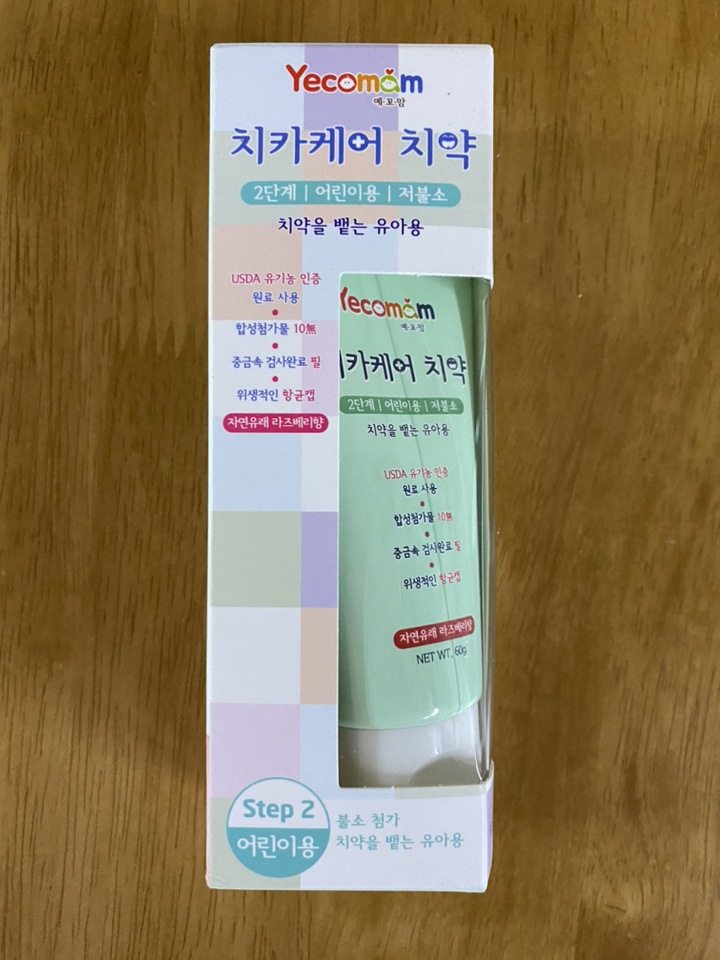 Yecomam
예·꼬·맘
치카케어 치약
2단계 | 어린이용 | 저불소
치약을 뱉는 유아용
USDA 유기농 인증
원료 사용
합성첨가물 10無
중금속 검사완료 필
위생적인 항균캡
자연유래 라즈베리향
Yecomam
예·꼬·맘
치카케어 치약
2단계 | 어린이용 | 저불소
치약을 뱉는 유아용
USDA 유기농 인증
원료 사용
합성첨가물 10無
중금속 검사완료 필
위생적인 항균캡
자연유래 라즈베리향
NET WT. 60g
Step 2
어린이용
불소 첨가
치약을 뱉는 유아용